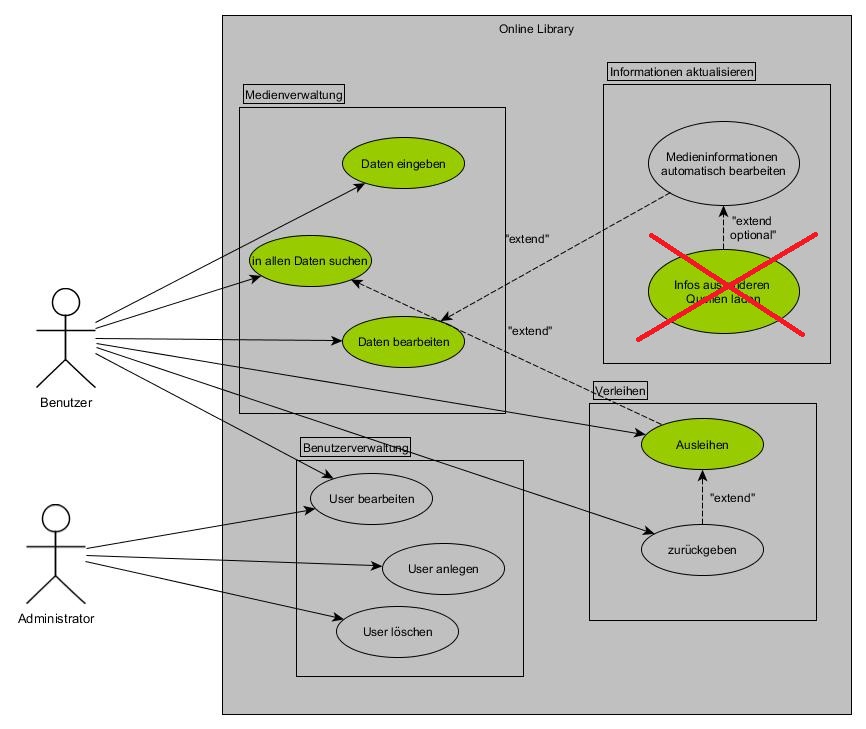 Online Library
Informationen aktualisieren
Medienverwaltung
Medieninformationen
automatisch bearbeiten
Daten eingeben
"extend
optional"
"extend"
in allen Daten suchen
Infos aus anderen
Quellen laden
"extend"
Daten bearbeiten
Verleihen
Benutzer
Ausleihen
Benutzerverwaltung
User bearbeiten
"extend"
zurückgeben
User anlegen
Administrator
User löschen